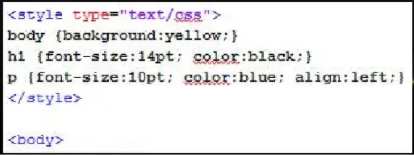 <style type="text/css">
body {background:yellow;}
h1 {font-size:14pt; color:black;}
p {font-size:10pt; color:blue; align:left;}
</style>
<body>